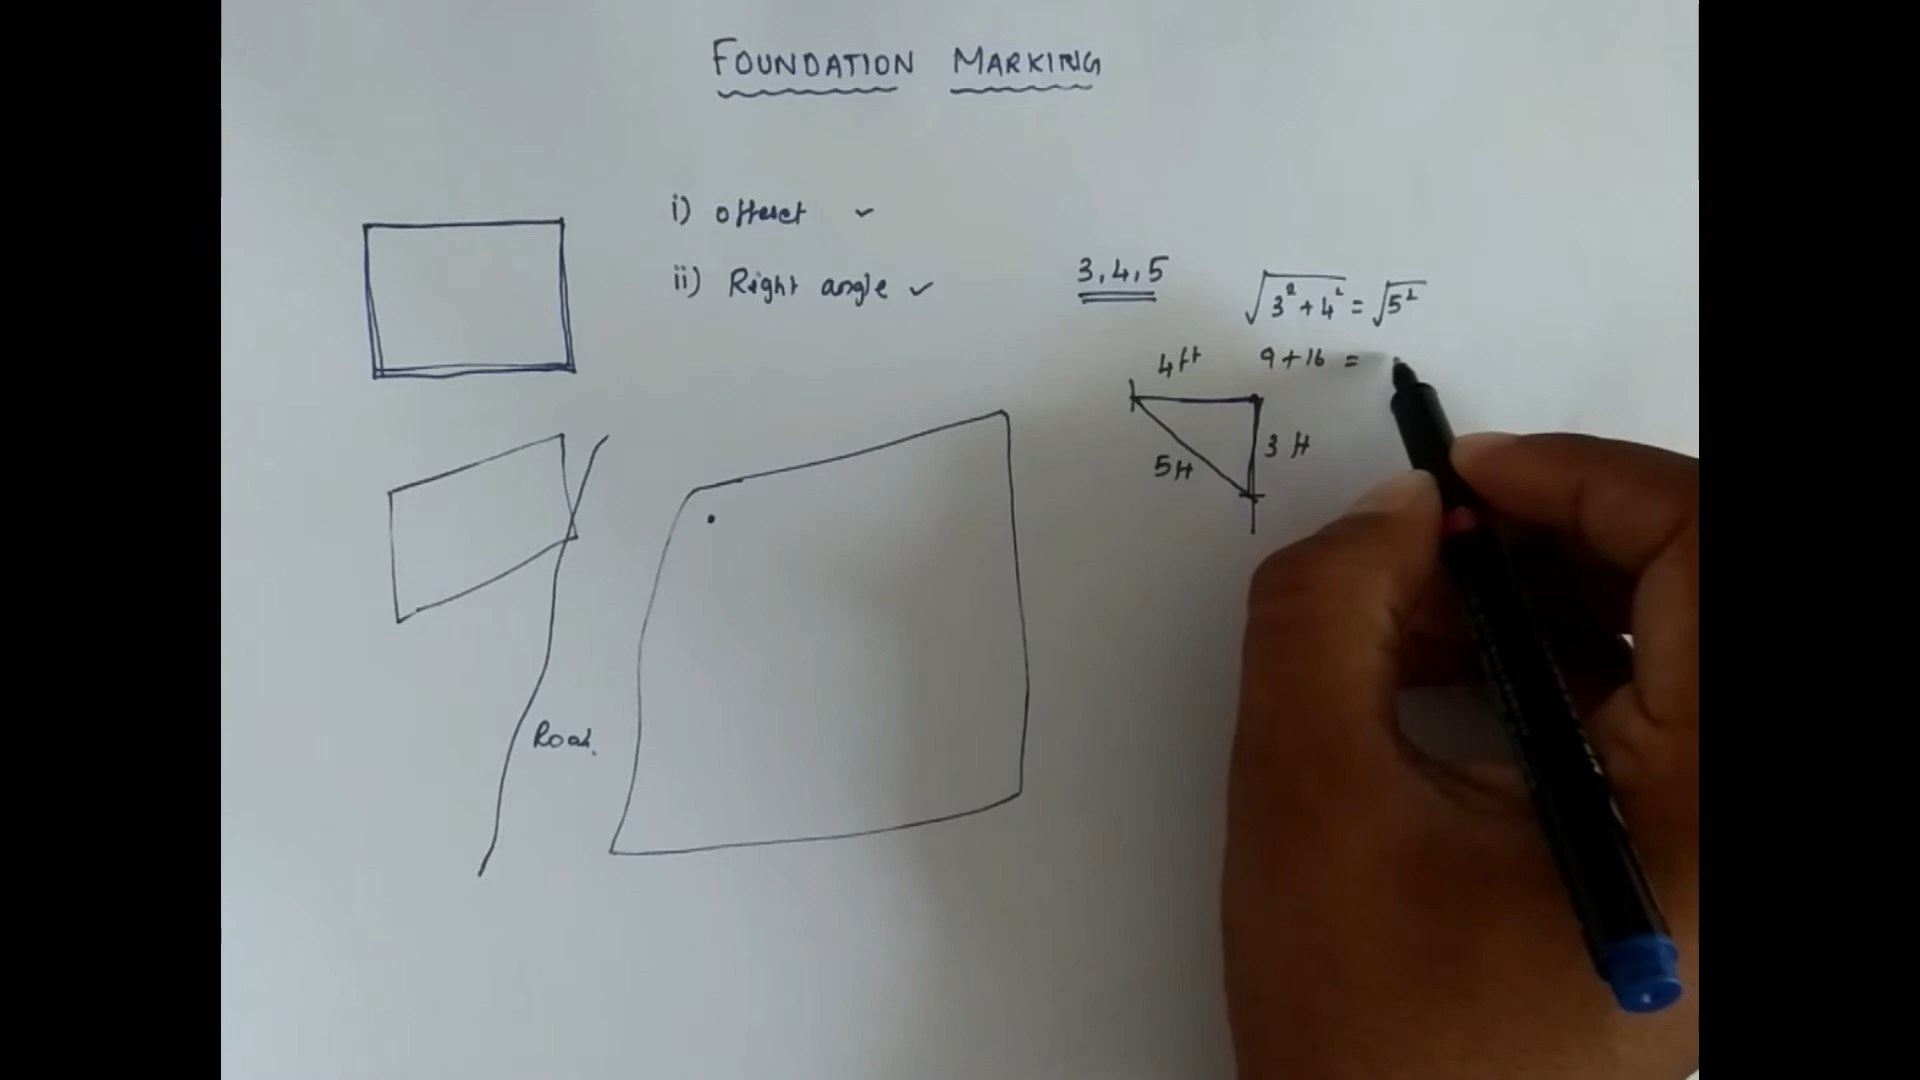 FOUNDATION MARKING
i) offset ✓
ii) Right angle ✓
3,4,5
√3²+4² = √5²
9+16 =
4ft
3 ft
5ft
Road.